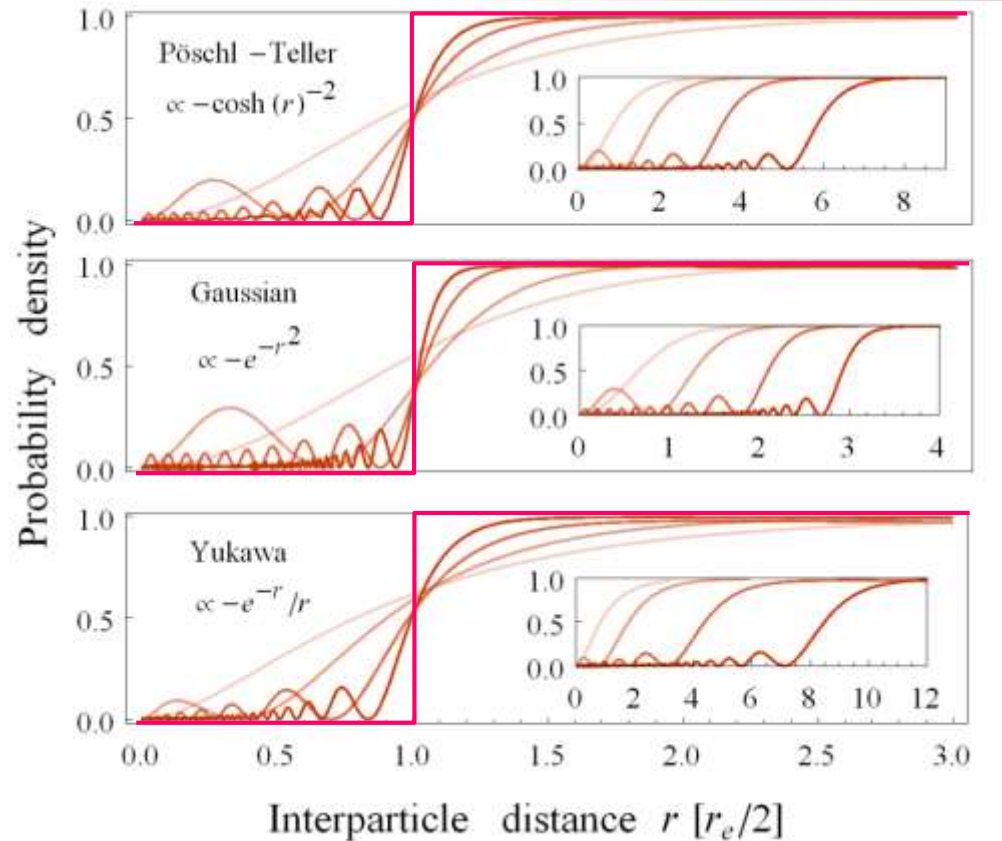 Probability density
1.0
0.5
0.0
Pöschl – Teller
∝ −cosh (r)⁻²
1.0
0.5
0.0
0 2 4 6 8
1.0
0.5
0.0
Gaussian
∝ −e^{−r²}
1.0
0.5
0.0
0 1 2 3 4
1.0
0.5
0.0
Yukawa
∝ −e^{−r}/r
1.0
0.5
0.0
0 2 4 6 8 10 12
0.0 0.5 1.0 1.5 2.0 2.5 3.0
Interparticle distance r [r_e/2]